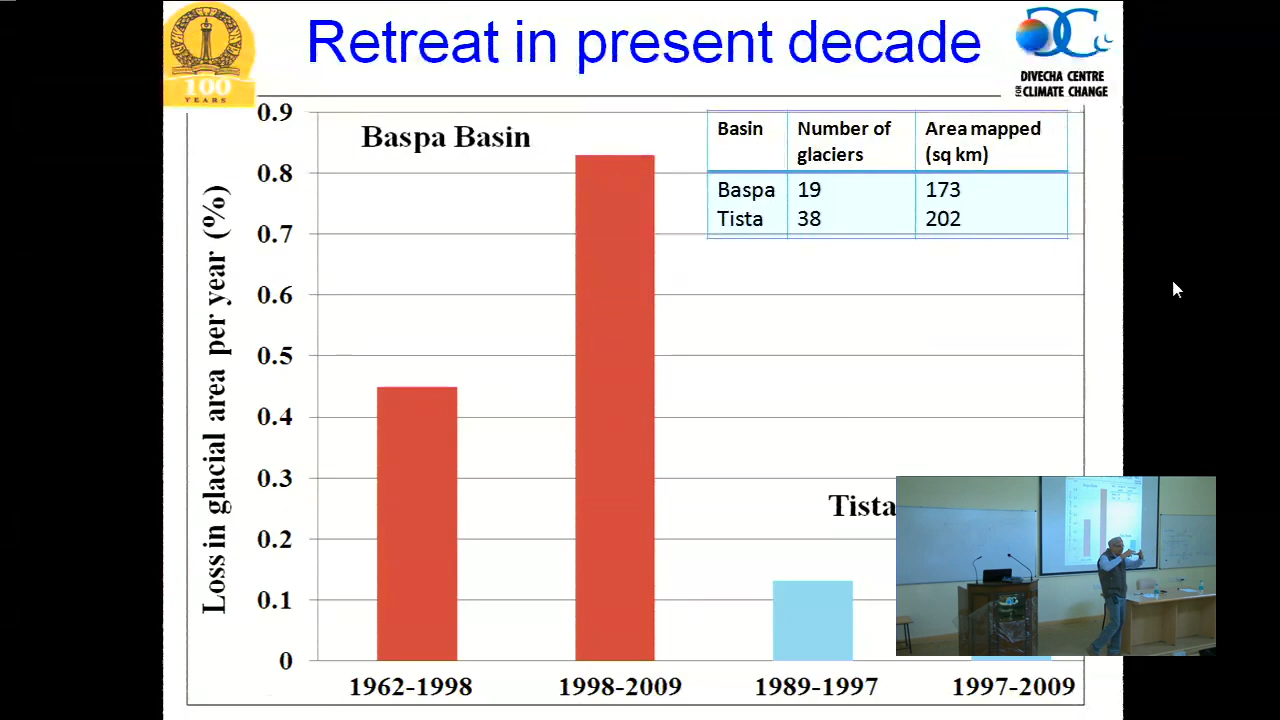 Retreat in present decade
100
YEARS
DIVECHA CENTRE
FOR CLIMATE CHANGE
Baspa Basin
Basin Number of glaciers Area mapped (sq km)
Baspa 19 173
Tista 38 202
Loss in glacial area per year (%)
0.9
0.8
0.7
0.6
0.5
0.4
0.3
0.2
0.1
0
Tista
1962-1998 1998-2009 1989-1997 1997-2009